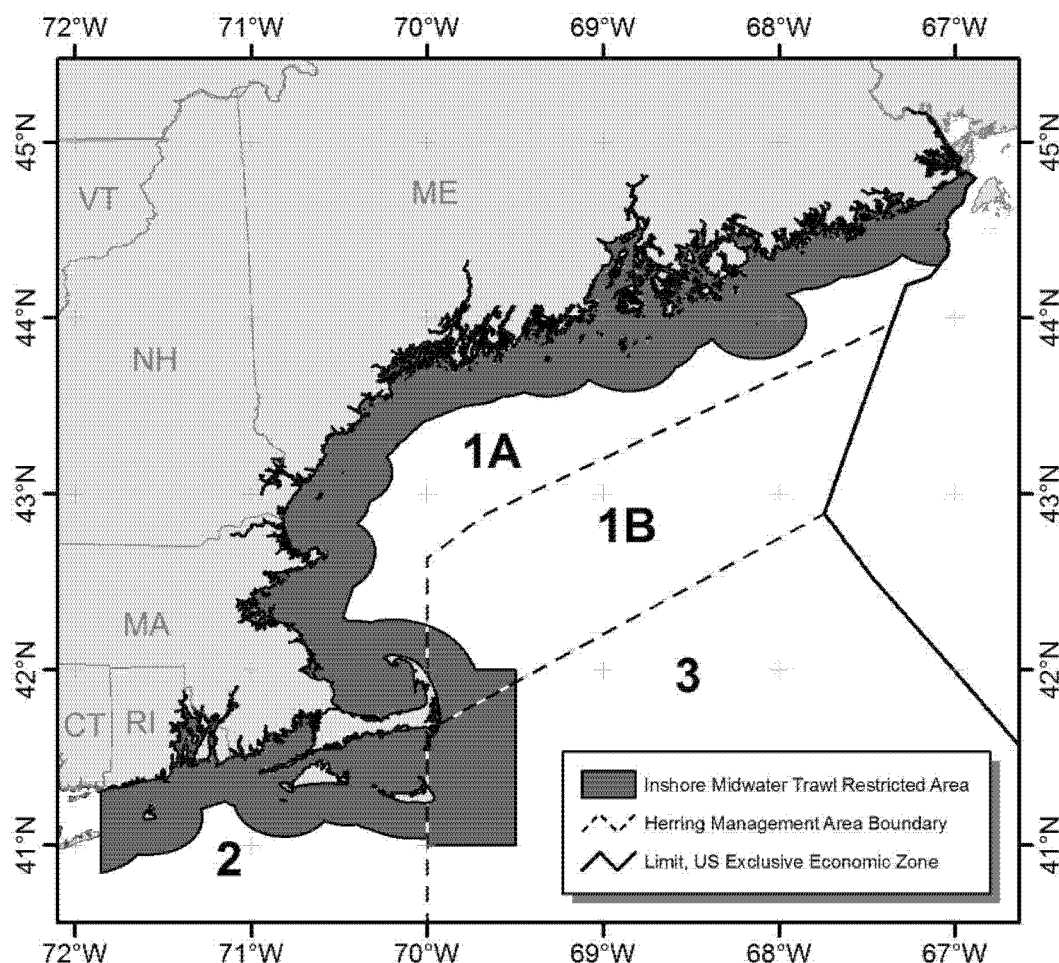 72°W 71°W 70°W 69°W 68°W 67°W
45°N 45°N
VT ME
44°N 44°N
NH
1A
43°N 43°N
1B
MA
42°N 42°N
3
CT RI
Inshore Midwater Trawl Restricted Area
Herring Management Area Boundary
41°N 41°N
2
Limit, US Exclusive Economic Zone
72°W 71°W 70°W 69°W 68°W 67°W